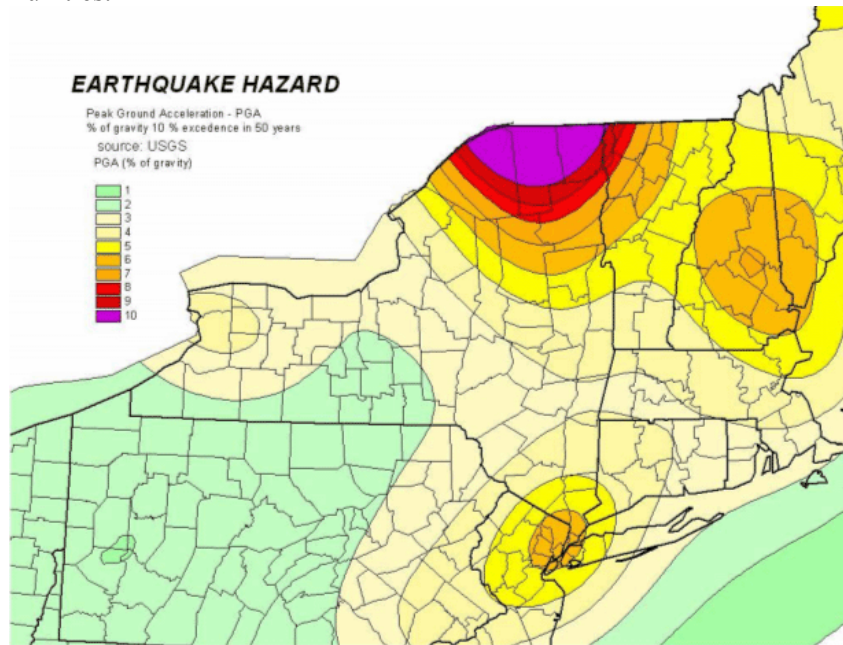 EARTHQUAKE HAZARD
Peak Ground Acceleration - PGA
% of gravity 10 % excedence in 50 years
source: USGS
PGA (% of gravity)
1
2
3
4
5
6
7
8
9
10